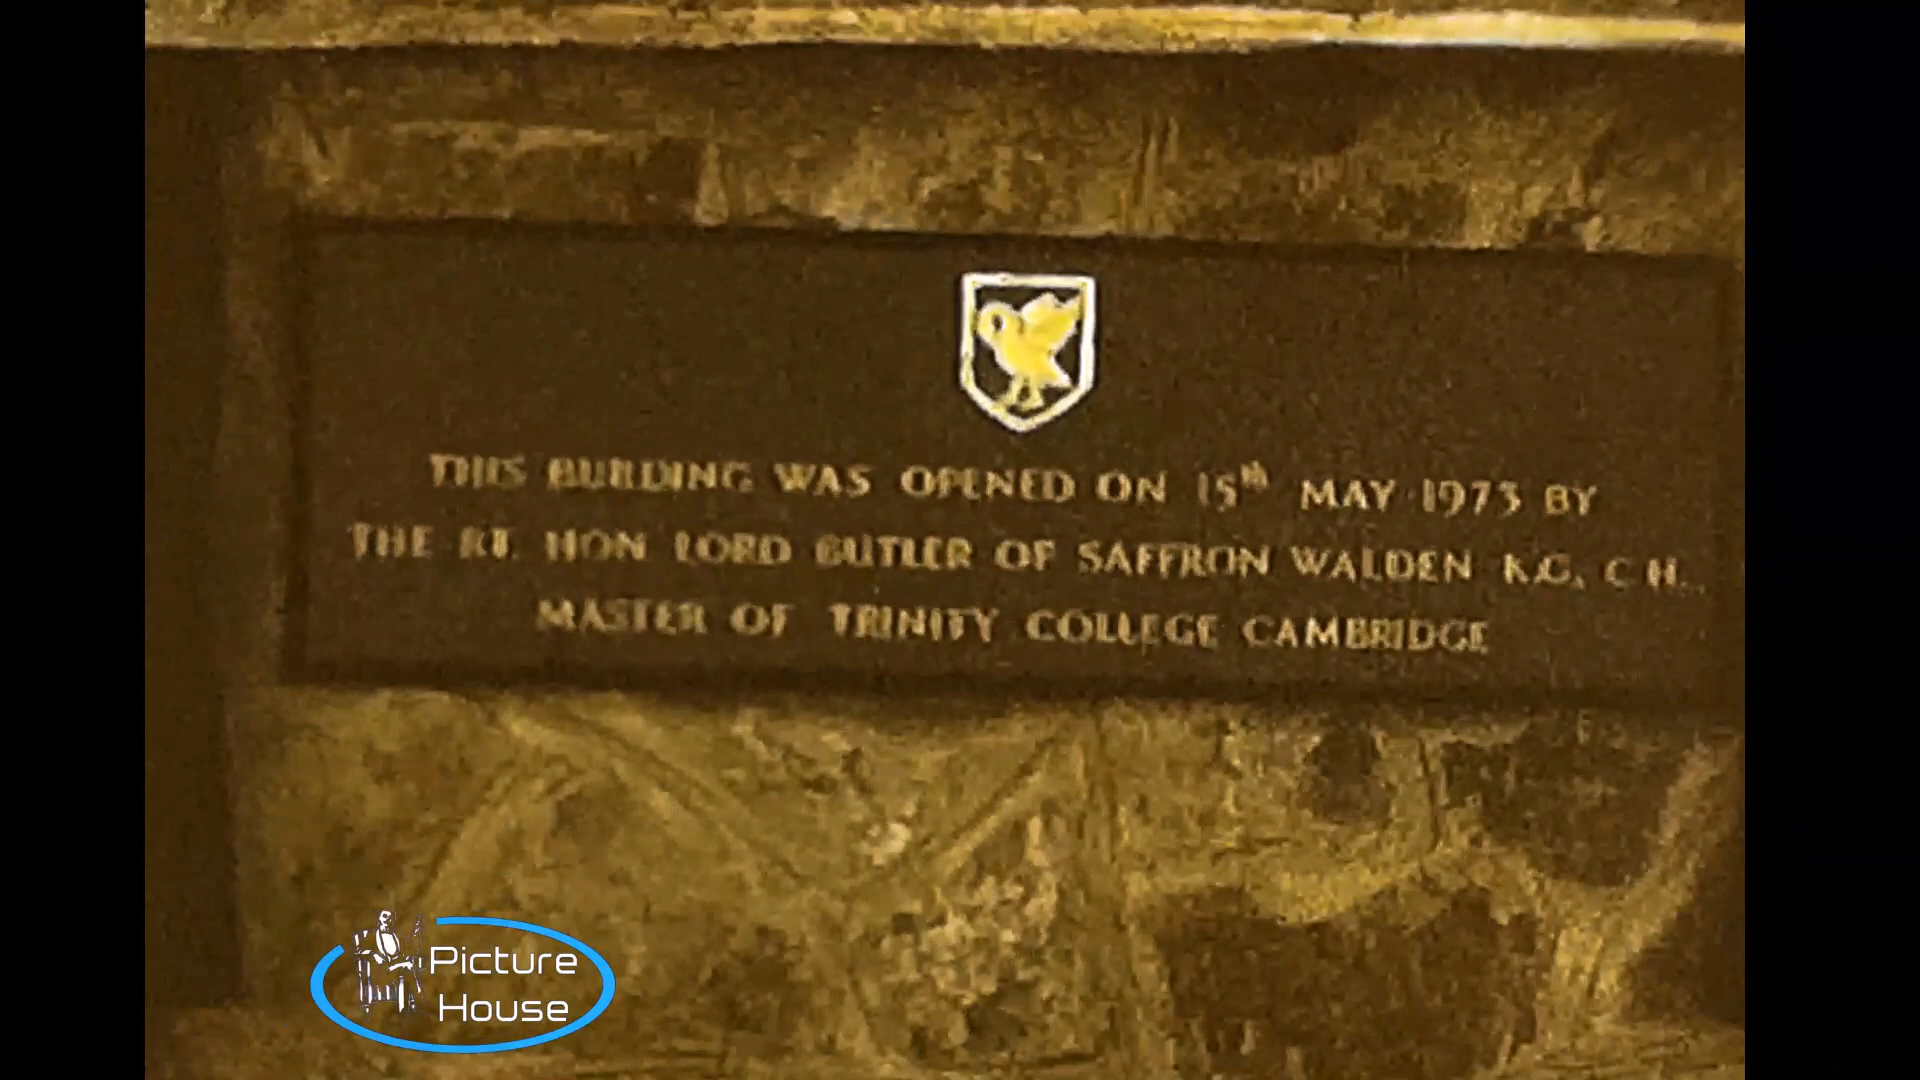 THIS BUILDING WAS OPENED ON 15th MAY 1973 BY
THE RT. HON LORD BUTLER OF SAFFRON WALDEN K.G., C.H.,
MASTER OF TRINITY COLLEGE CAMBRIDGE
Picture
House